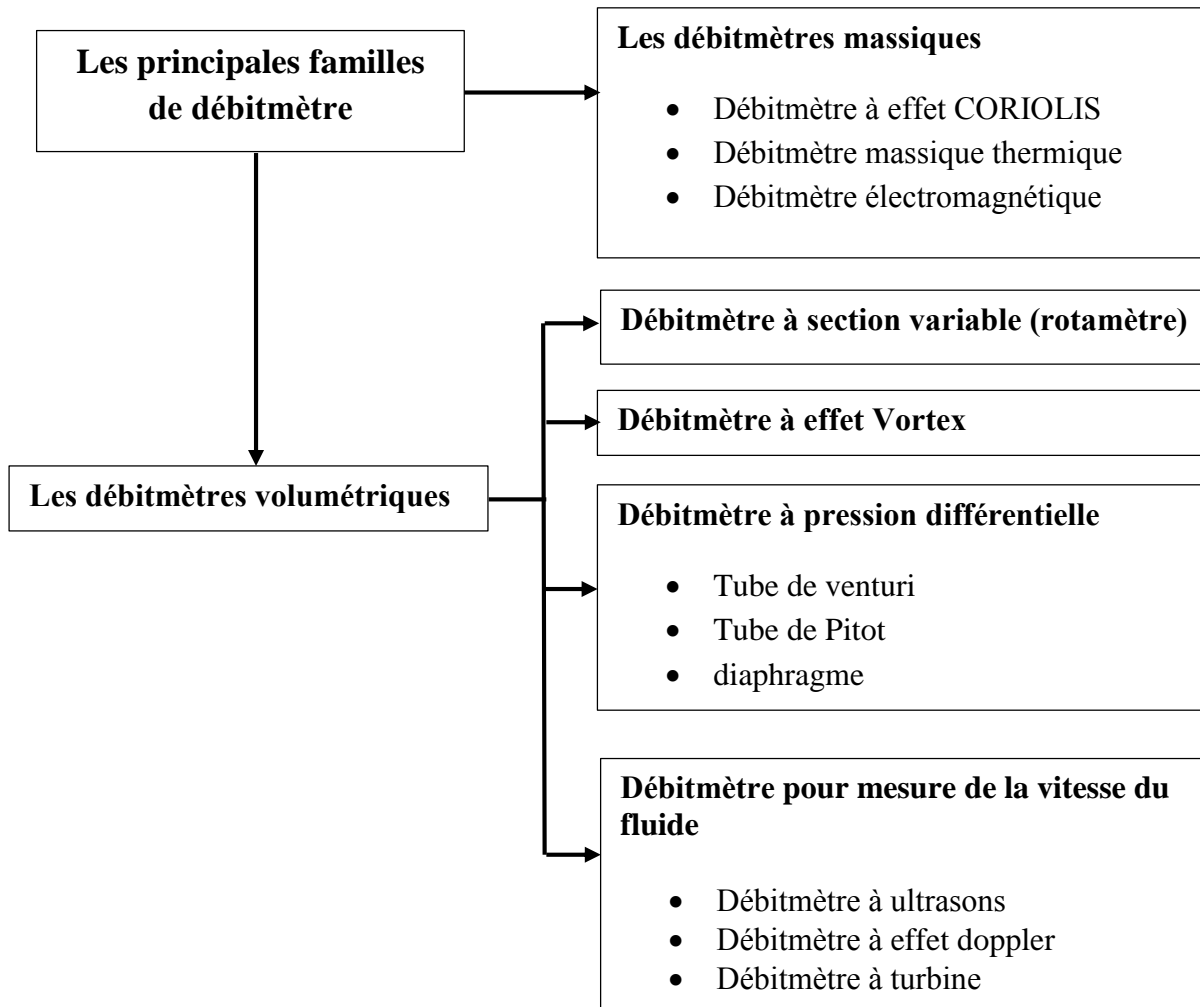 Les principales familles
de débitmètre
Les débitmètres massiques
• Débitmètre à effet CORIOLIS
• Débitmètre massique thermique
• Débitmètre électromagnétique
Débitmètre à section variable (rotamètre)
Débitmètre à effet Vortex
Les débitmètres volumétriques
Débitmètre à pression différentielle
• Tube de venturi
• Tube de Pitot
• diaphragme
Débitmètre pour mesure de la vitesse du
fluide
• Débitmètre à ultrasons
• Débitmètre à effet doppler
• Débitmètre à turbine